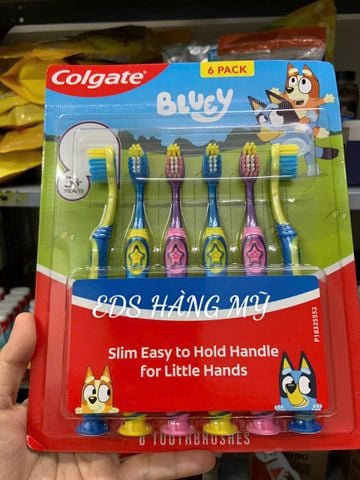 Colgate®
6 PACK
BLUEY
5+
YEARS
EDS HÀNG MỸ
Slim Easy to Hold Handle
for Little Hands
P18325552
6 TOOTHBRUSHES